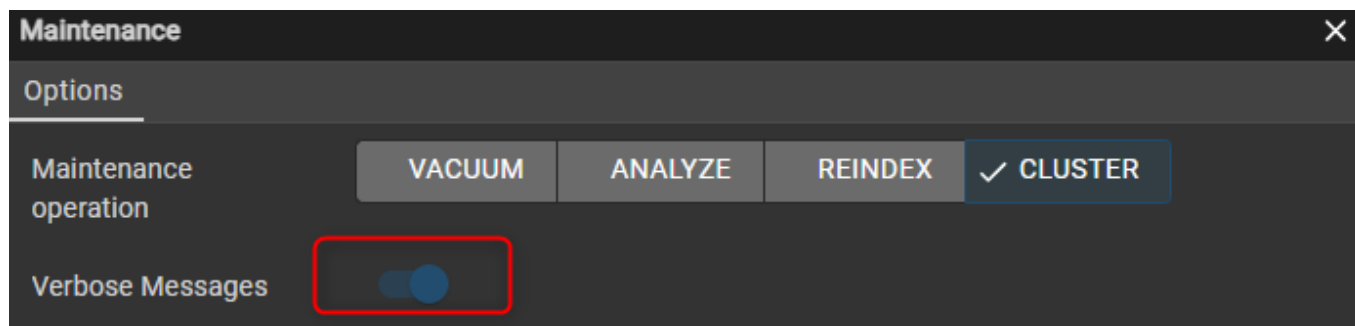 Maintenance
Options
Maintenance operation
VACUUM ANALYZE REINDEX CLUSTER
Verbose Messages